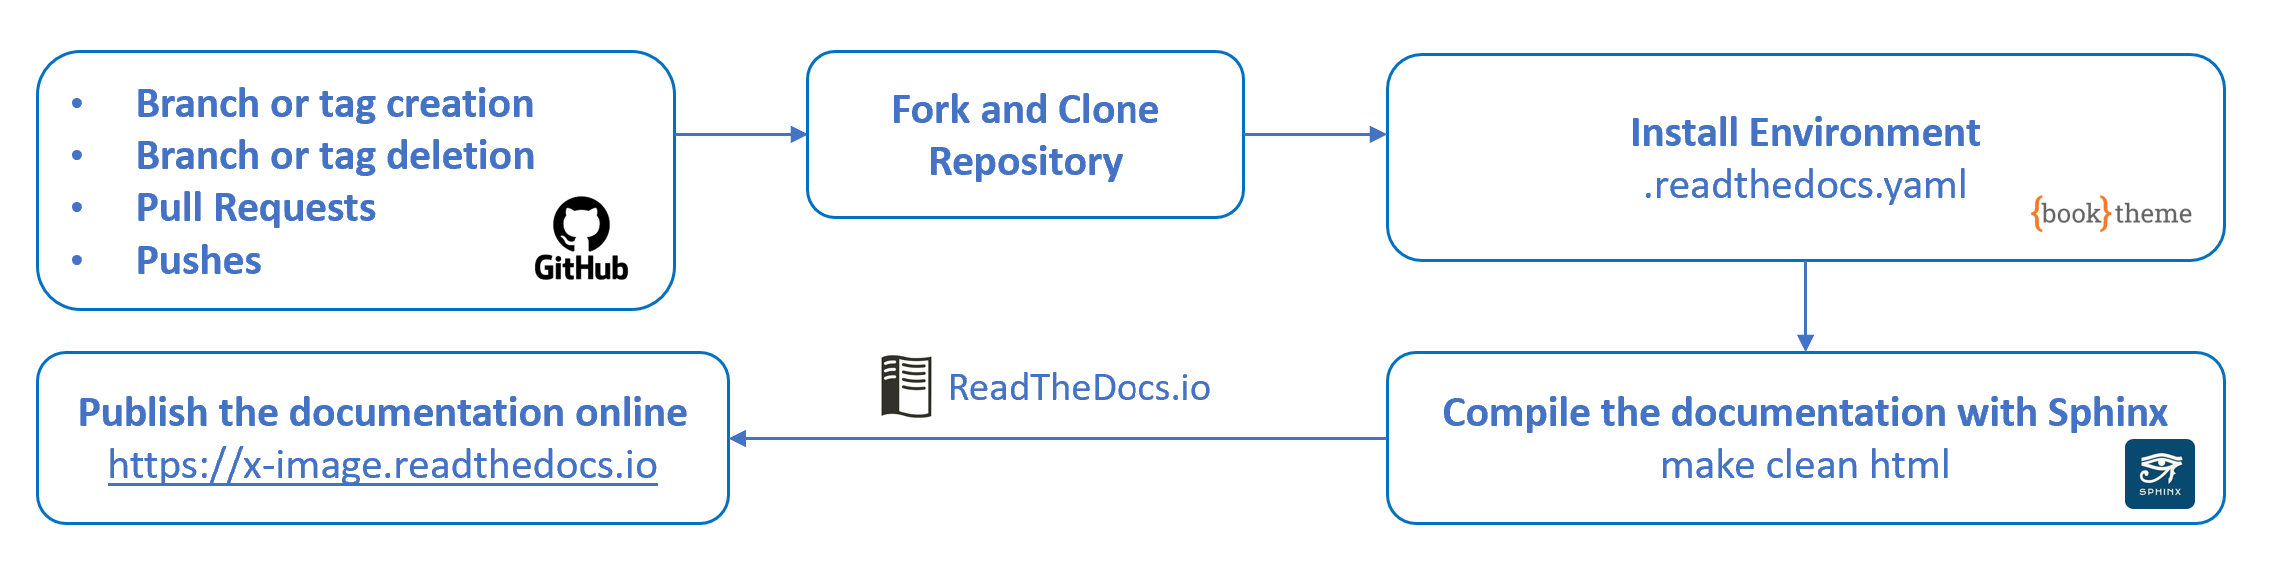 • Branch or tag creation
• Branch or tag deletion
• Pull Requests
• Pushes
GitHub
Fork and Clone
Repository
Install Environment
.readthedocs.yaml
{book}theme
Compile the documentation with Sphinx
make clean html
SPHINX
ReadTheDocs.io
Publish the documentation online
https://x-image.readthedocs.io